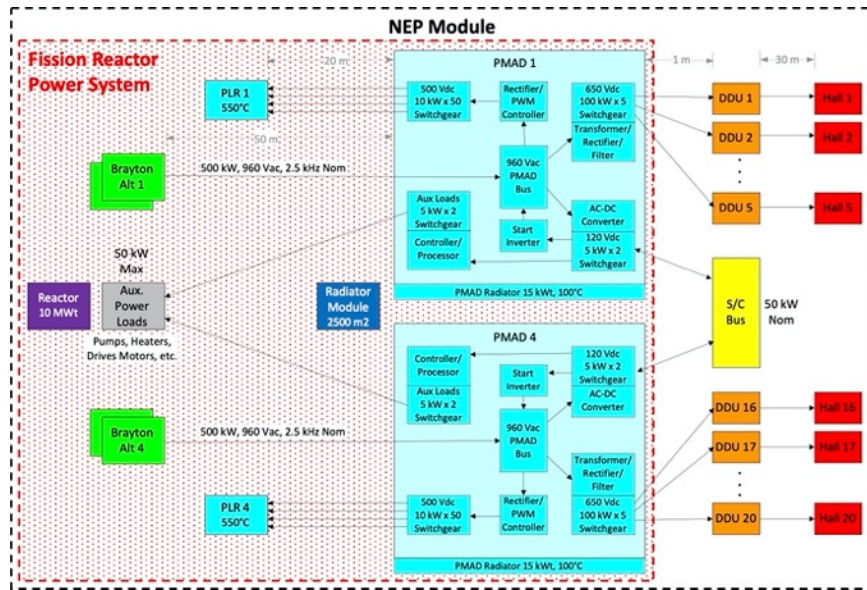 NEP Module
Fission Reactor
Power System
20 m
PLR 1
550°C
50 m
Brayton
Alt 1
500 kW, 960 Vac, 2.5 kHz Nom
PMAD 1
500 Vdc
10 kW x 50
Switchgear
Rectifier/
PWM
Controller
650 Vdc
100 kW x 5
Switchgear
Transformer/
Rectifier/
Filter
960 Vac
PMAD
Bus
Aux Loads
5 kW x 2
Switchgear
Controller/
Processor
Start
Inverter
AC-DC
Converter
120 Vdc
5 kW x 2
Switchgear
PMAD Radiator 15 kWt, 100°C
1 m
30 m
DDU 1
Hall 1
DDU 2
Hall 2
DDU 5
Hall 5
50 kW
Max
Reactor
10 MWt
Aux.
Power
Loads
Pumps, Heaters,
Drives Motors, etc.
Radiator
Module
2500 m2
S/C
Bus
50 kW
Nom
PMAD 4
Controller/
Processor
Aux Loads
5 kW x 2
Switchgear
Start
Inverter
120 Vdc
5 kW x 2
Switchgear
AC-DC
Converter
960 Vac
PMAD
Bus
Transformer/
Rectifier/
Filter
500 Vdc
10 kW x 50
Switchgear
Rectifier/
PWM
Controller
650 Vdc
100 kW x 5
Switchgear
PMAD Radiator 15 kWt, 100°C
Brayton
Alt 4
500 kW, 960 Vac, 2.5 kHz Nom
PLR 4
550°C
DDU 16
Hall 16
DDU 17
Hall 17
DDU 20
Hall 20